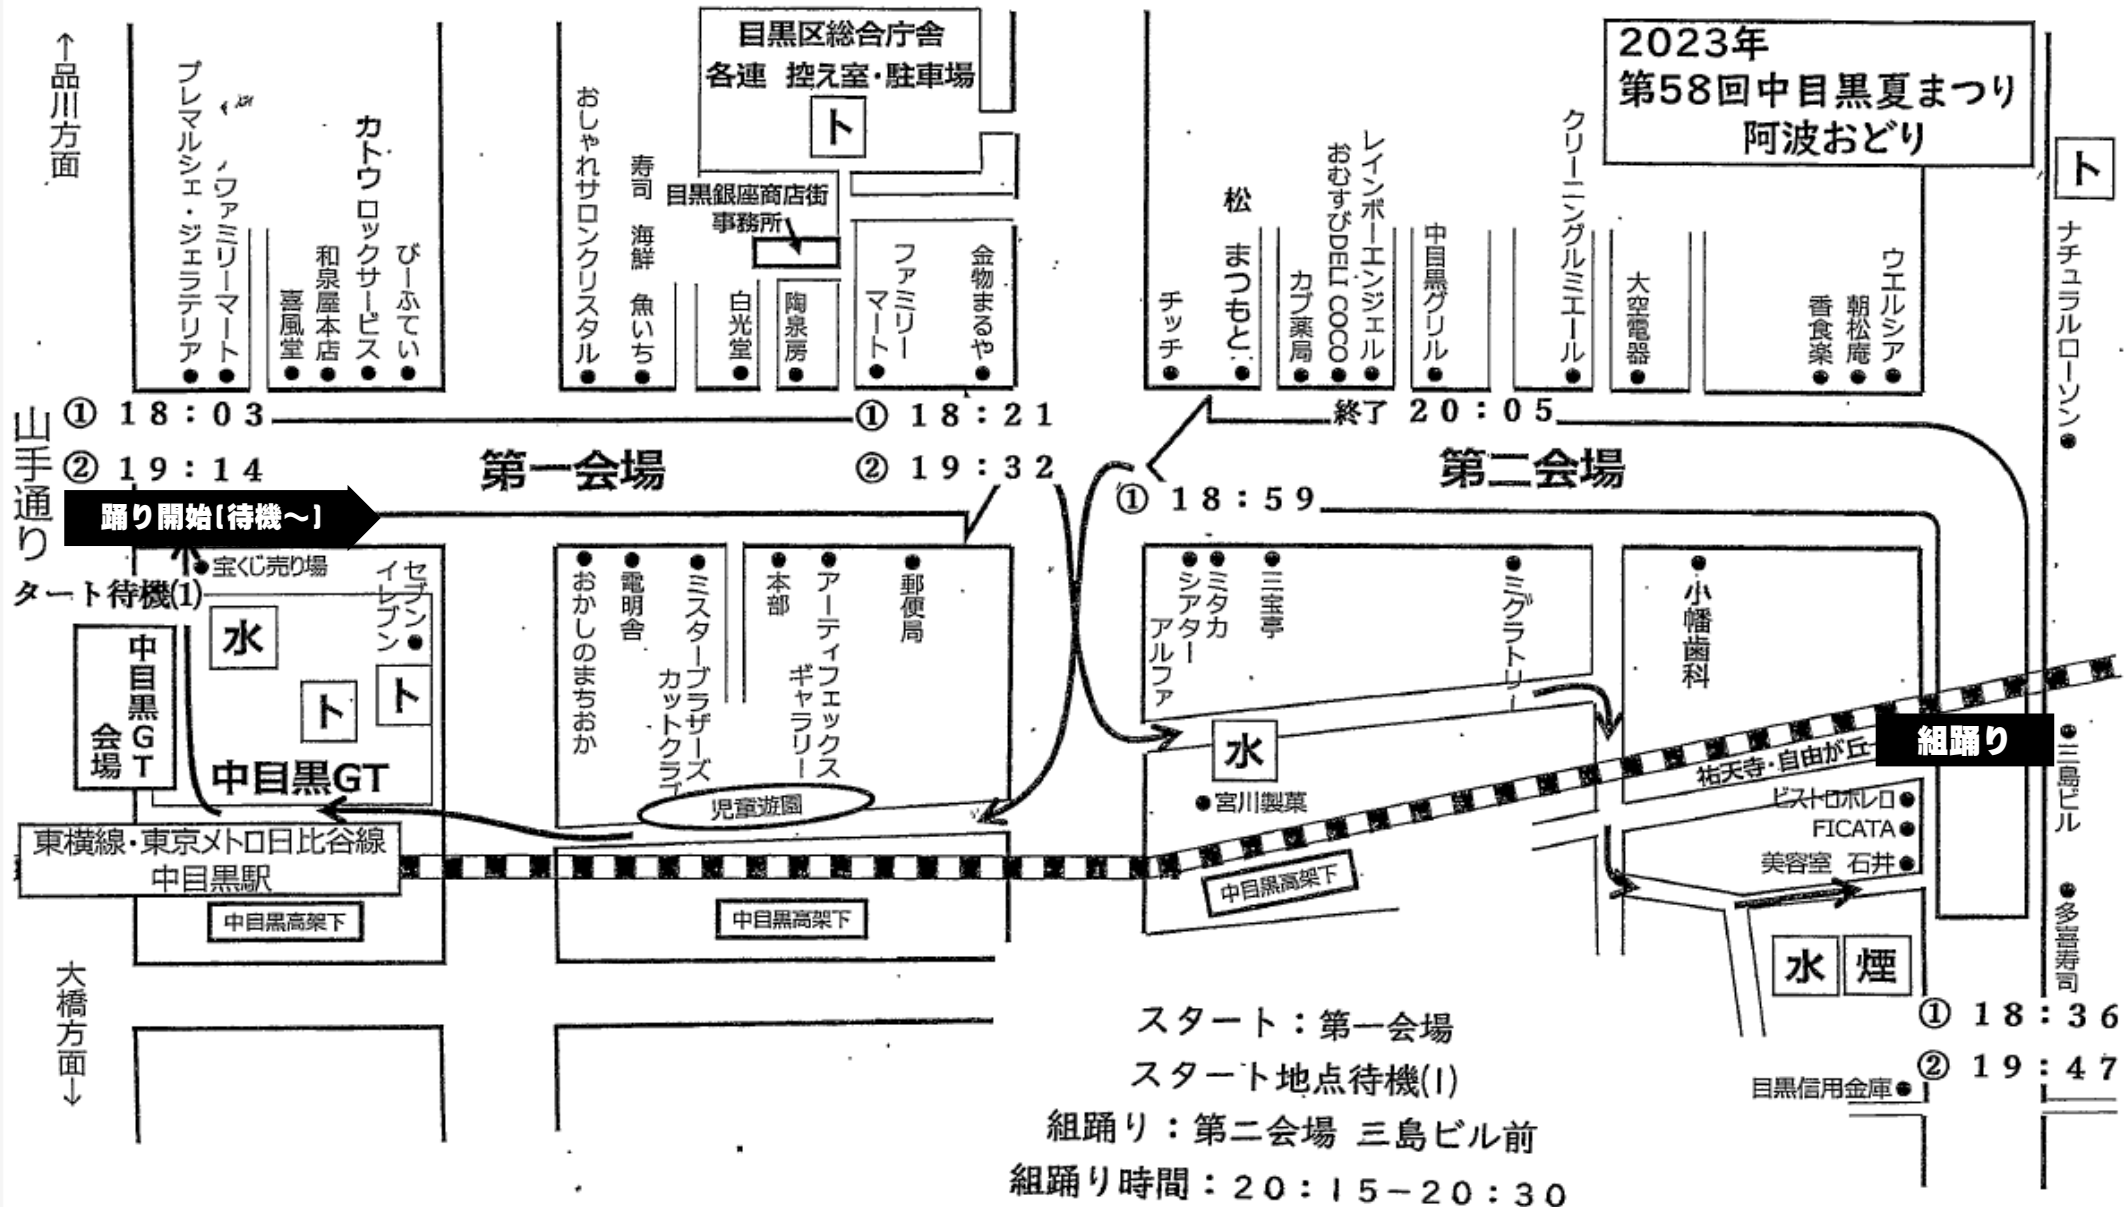 2023年
第58回中目黒夏まつり
阿波おどり
↑品川方面
プレマルシェ・ジェラテリア
ファミリーマート
喜風堂
和泉屋本店
カトウ ロックサービス
びーふてい
おしゃれサロンクリスタル
寿司 海鮮 魚いち
目黒区総合庁舎
各連 控え室・駐車場
ト
目黒銀座商店街
事務所
白光堂
陶泉房
ファミリー
マート
金物まるや
チッチ
松 まつもと
カブ薬局
おむすびDELI COCO
レインボーエンジェル
中目黒グリル
クリーニングルミエール
大空電器
香食楽
朝松庵
ウエルシア
ト
ナチュラルローソン
山手通り
① 18:03
② 19:14
第一会場
① 18:21
② 19:32
終了 20:05
第二会場
① 18:59
踊り開始(待機～)
タート待機(1)
宝くじ売り場
セブン
イレブン
水
ト
ト
中目黒GT
会場
中目黒GT
おかしのまちおか
電明舎
ミスターブラザーズ
カットクラブ
本部
アーティフェックス
ギャラリー
郵便局
児童遊園
ミタカ
シアター
アルファ
三宝亭
ミグラトリー
小幡歯科
水
宮川製菓
祐天寺・自由が丘
組踊り
三島ビル
ビストロボレロ
FICATA
美容室 石井
多喜寿司
東横線・東京メトロ日比谷線
中目黒駅
中目黒高架下
中目黒高架下
中目黒高架下
水
煙
① 18:36
② 19:47
目黒信用金庫
大橋方面↓
スタート：第一会場
スタート地点待機(1)
組踊り：第二会場 三島ビル前
組踊り時間：20：15－20：30